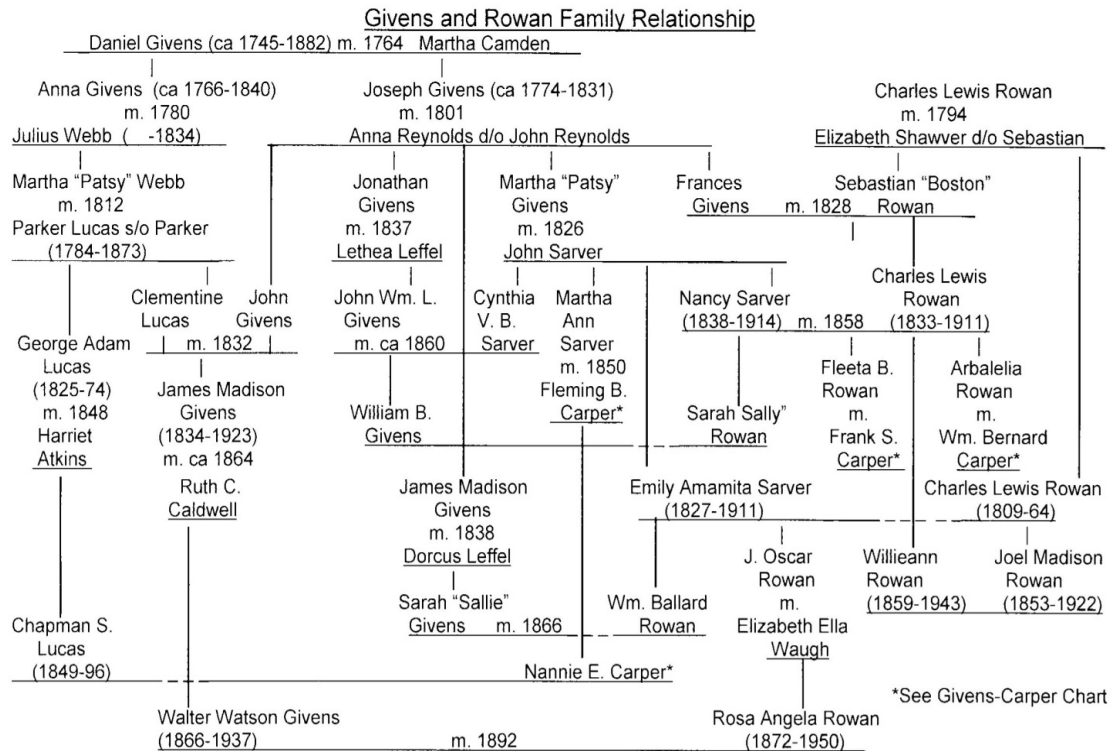 Givens and Rowan Family Relationship
Daniel Givens (ca 1745-1882) m. 1764 Martha Camden
Anna Givens (ca 1766-1840)
m. 1780
Julius Webb ( -1834)
Joseph Givens (ca 1774-1831)
m. 1801
Anna Reynolds d/o John Reynolds
Charles Lewis Rowan
m. 1794
Elizabeth Shawver d/o Sebastian
Martha "Patsy" Webb
m. 1812
Parker Lucas s/o Parker
(1784-1873)
Jonathan
Givens
m. 1837
Lethea Leffel
Martha "Patsy"
Givens
m. 1826
John Sarver
Frances
Givens m. 1828
Sebastian "Boston"
Rowan
Clementine
Lucas
John
Givens
m. 1832
John Wm. L.
Givens
m. ca 1860
Cynthia
V. B.
Sarver
Martha
Ann
Sarver
m. 1850
Fleming B.
Carper*
Nancy Sarver
(1838-1914) m. 1858
Charles Lewis
Rowan
(1833-1911)
George Adam
Lucas
(1825-74)
m. 1848
Harriet
Atkins
James Madison
Givens
(1834-1923)
m. ca 1864
Ruth C.
Caldwell
William B.
Givens
Sarah Sally"
Rowan
Fleeta B.
Rowan
m.
Frank S.
Carper*
Arbalelia
Rowan
m.
Wm. Bernard
Carper*
James Madison
Givens
m. 1838
Dorcus Leffel
Emily Amamita Sarver
(1827-1911)
Charles Lewis Rowan
(1809-64)
J. Oscar
Rowan
m.
Elizabeth Ella
Waugh
Willieann
Rowan
(1859-1943)
Joel Madison
Rowan
(1853-1922)
Sarah "Sallie"
Givens m. 1866
Wm. Ballard
Rowan
Chapman S.
Lucas
(1849-96)
Nannie E. Carper*
*See Givens-Carper Chart
Walter Watson Givens
(1866-1937) m. 1892
Rosa Angela Rowan
(1872-1950)